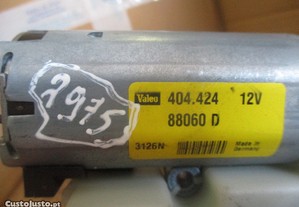 2975
Valeo 404.424 12V
88060 D
3126N Made in
Germany
CustoJusto.pt